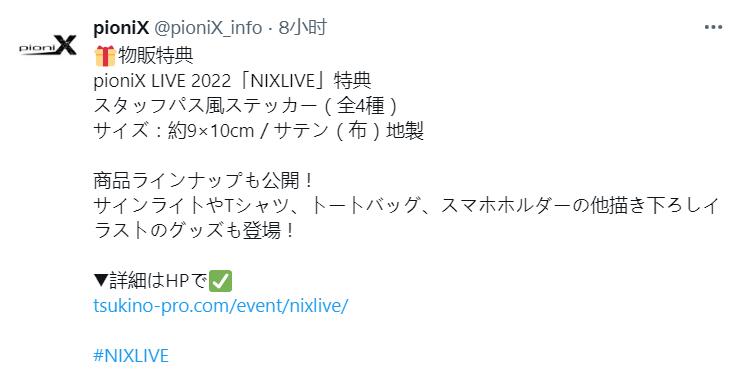 pioniX
pioniX @pioniX_info · 8小时
🎁物販特典
pioniX LIVE 2022「NIXLIVE」特典
スタッフパス風ステッカー（全4種）
サイズ：約9×10cm / サテン（布）地製
商品ラインナップも公開！
サインライトやTシャツ、トートバッグ、スマホホルダーの他描き下ろしイ
ラストのグッズも登場！
▼詳細はHPで✅
tsukino-pro.com/event/nixlive/
#NIXLIVE